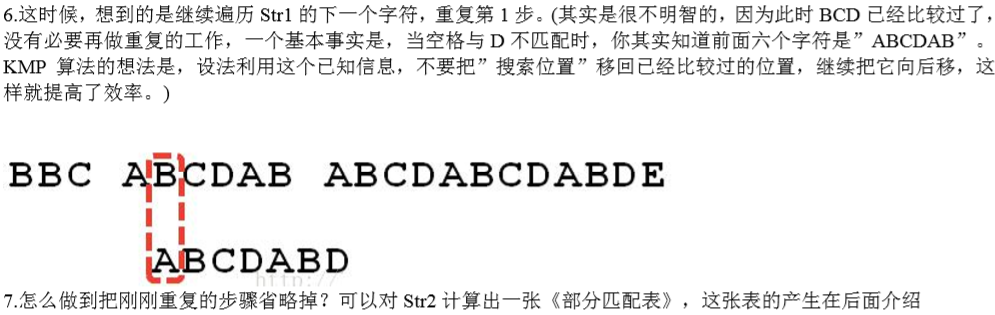 6.这时候，想到的是继续遍历 Str1 的下一个字符，重复第 1 步。(其实是很不明智的，因为此时 BCD 已经比较过了，
没有必要再做重复的工作，一个基本事实是，当空格与 D 不匹配时，你其实知道前面六个字符是”ABCDAB”。
KMP 算法的想法是，设法利用这个已知信息，不要把”搜索位置”移回已经比较过的位置，继续把它向后移，这
样就提高了效率。)
BBC ABCDAB ABCDABCDABDE
ABCDABD
http://
7.怎么做到把刚刚重复的步骤省略掉？可以对 Str2 计算出一张《部分匹配表》，这张表的产生在后面介绍